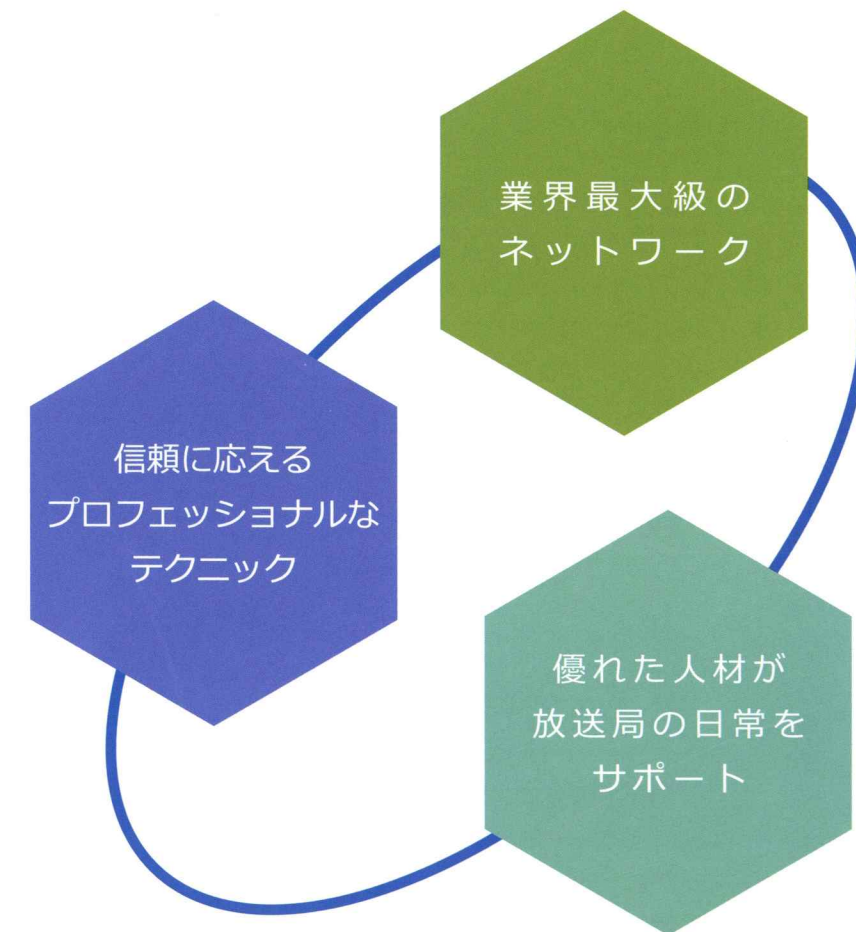 業界最大級の
ネットワーク
信頼に応える
プロフェッショナルな
テクニック
優れた人材が
放送局の日常を
サポート